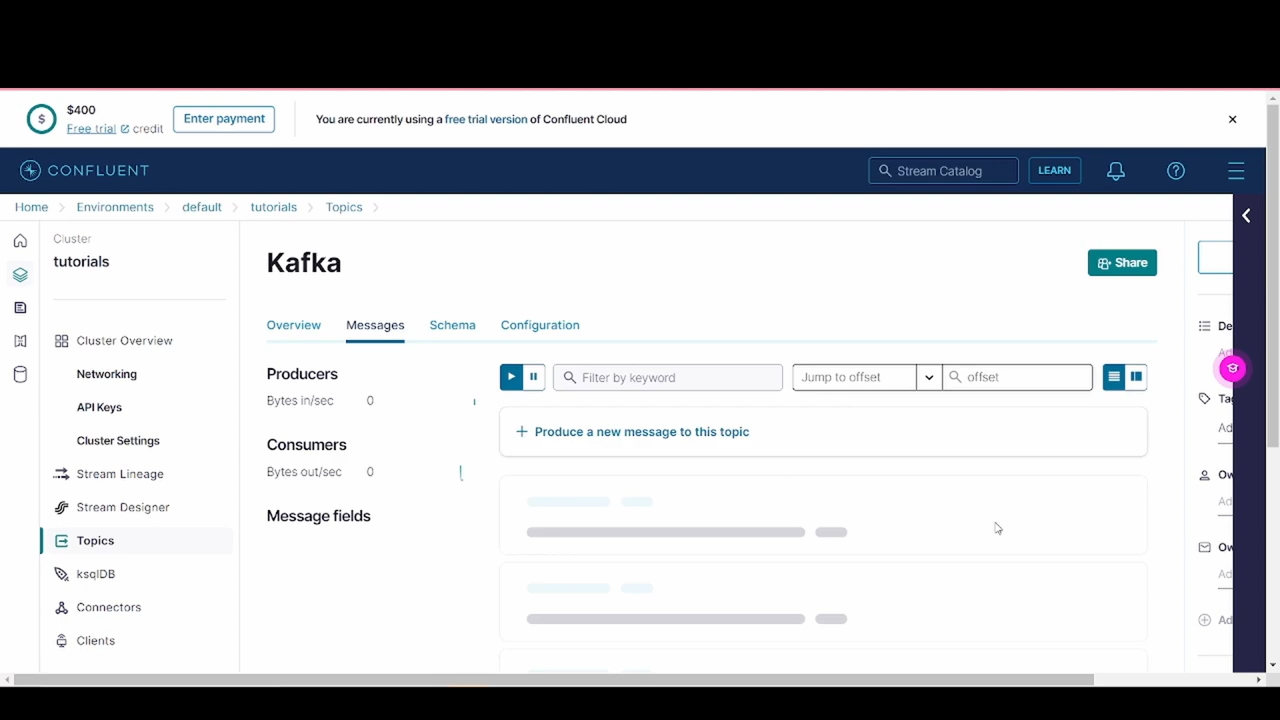 $400
Free trial credit
Enter payment
You are currently using a free trial version of Confluent Cloud
CONFLUENT
Stream Catalog
LEARN
Home
Environments
default
tutorials
Topics
Cluster
tutorials
Cluster Overview
Networking
API Keys
Cluster Settings
Stream Lineage
Stream Designer
Topics
ksqlDB
Connectors
Clients
Kafka
Share
Overview
Messages
Schema
Configuration
Producers
Bytes in/sec 0
Consumers
Bytes out/sec 0
Message fields
Filter by keyword
Jump to offset
offset
+ Produce a new message to this topic